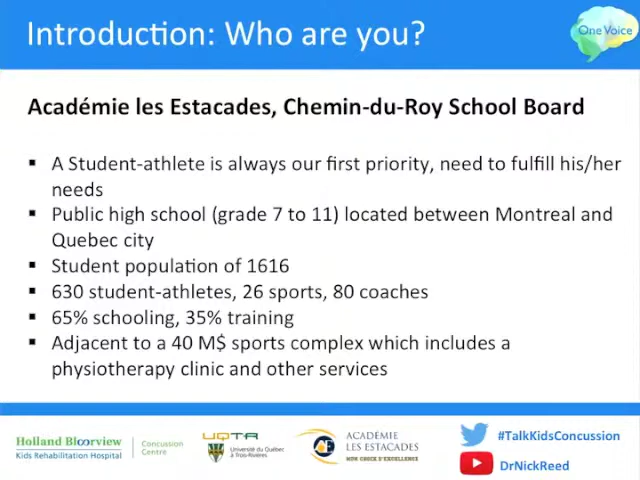 Introduction: Who are you?
One Voice
Académie les Estacades, Chemin-du-Roy School Board
▪ A Student-athlete is always our first priority, need to fulfill his/her
needs
▪ Public high school (grade 7 to 11) located between Montreal and
Quebec city
▪ Student population of 1616
▪ 630 student-athletes, 26 sports, 80 coaches
▪ 65% schooling, 35% training
▪ Adjacent to a 40 M$ sports complex which includes a
physiotherapy clinic and other services
Holland Bloorview
Kids Rehabilitation Hospital
Concussion
Centre
UQTR
Université du Québec
à Trois-Rivières
ACADÉMIE
LES ESTACADES
MON CHOIX D'EXCELLENCE
#TalkKidsConcussion
DrNickReed